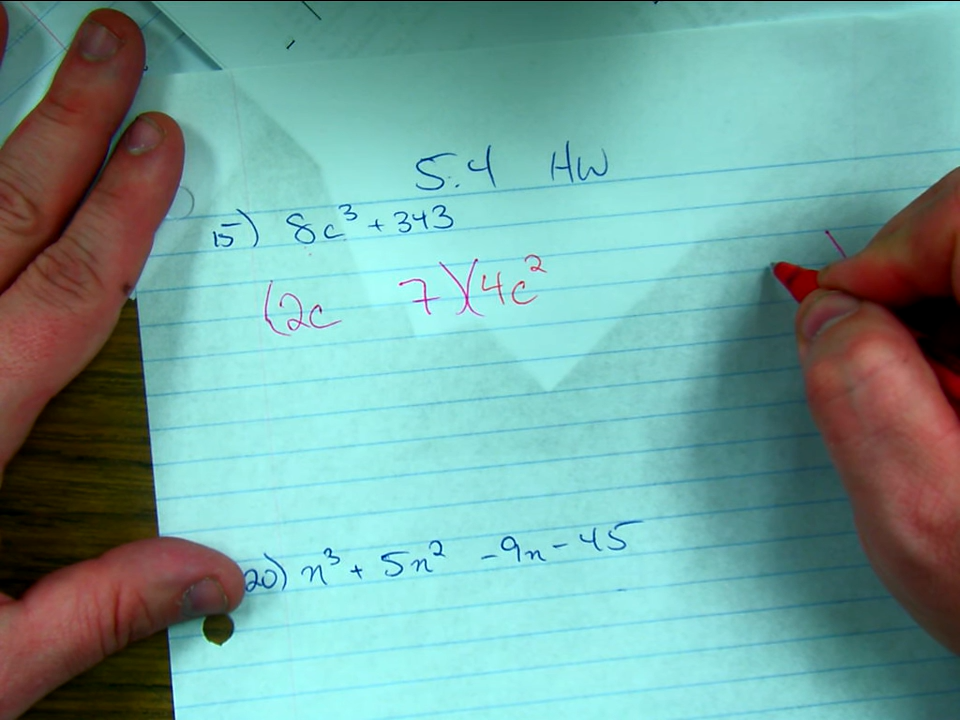 5.4 HW
15) 8c³ + 343
(2c 7)(4c²
20) n³ + 5n² - 9n - 45